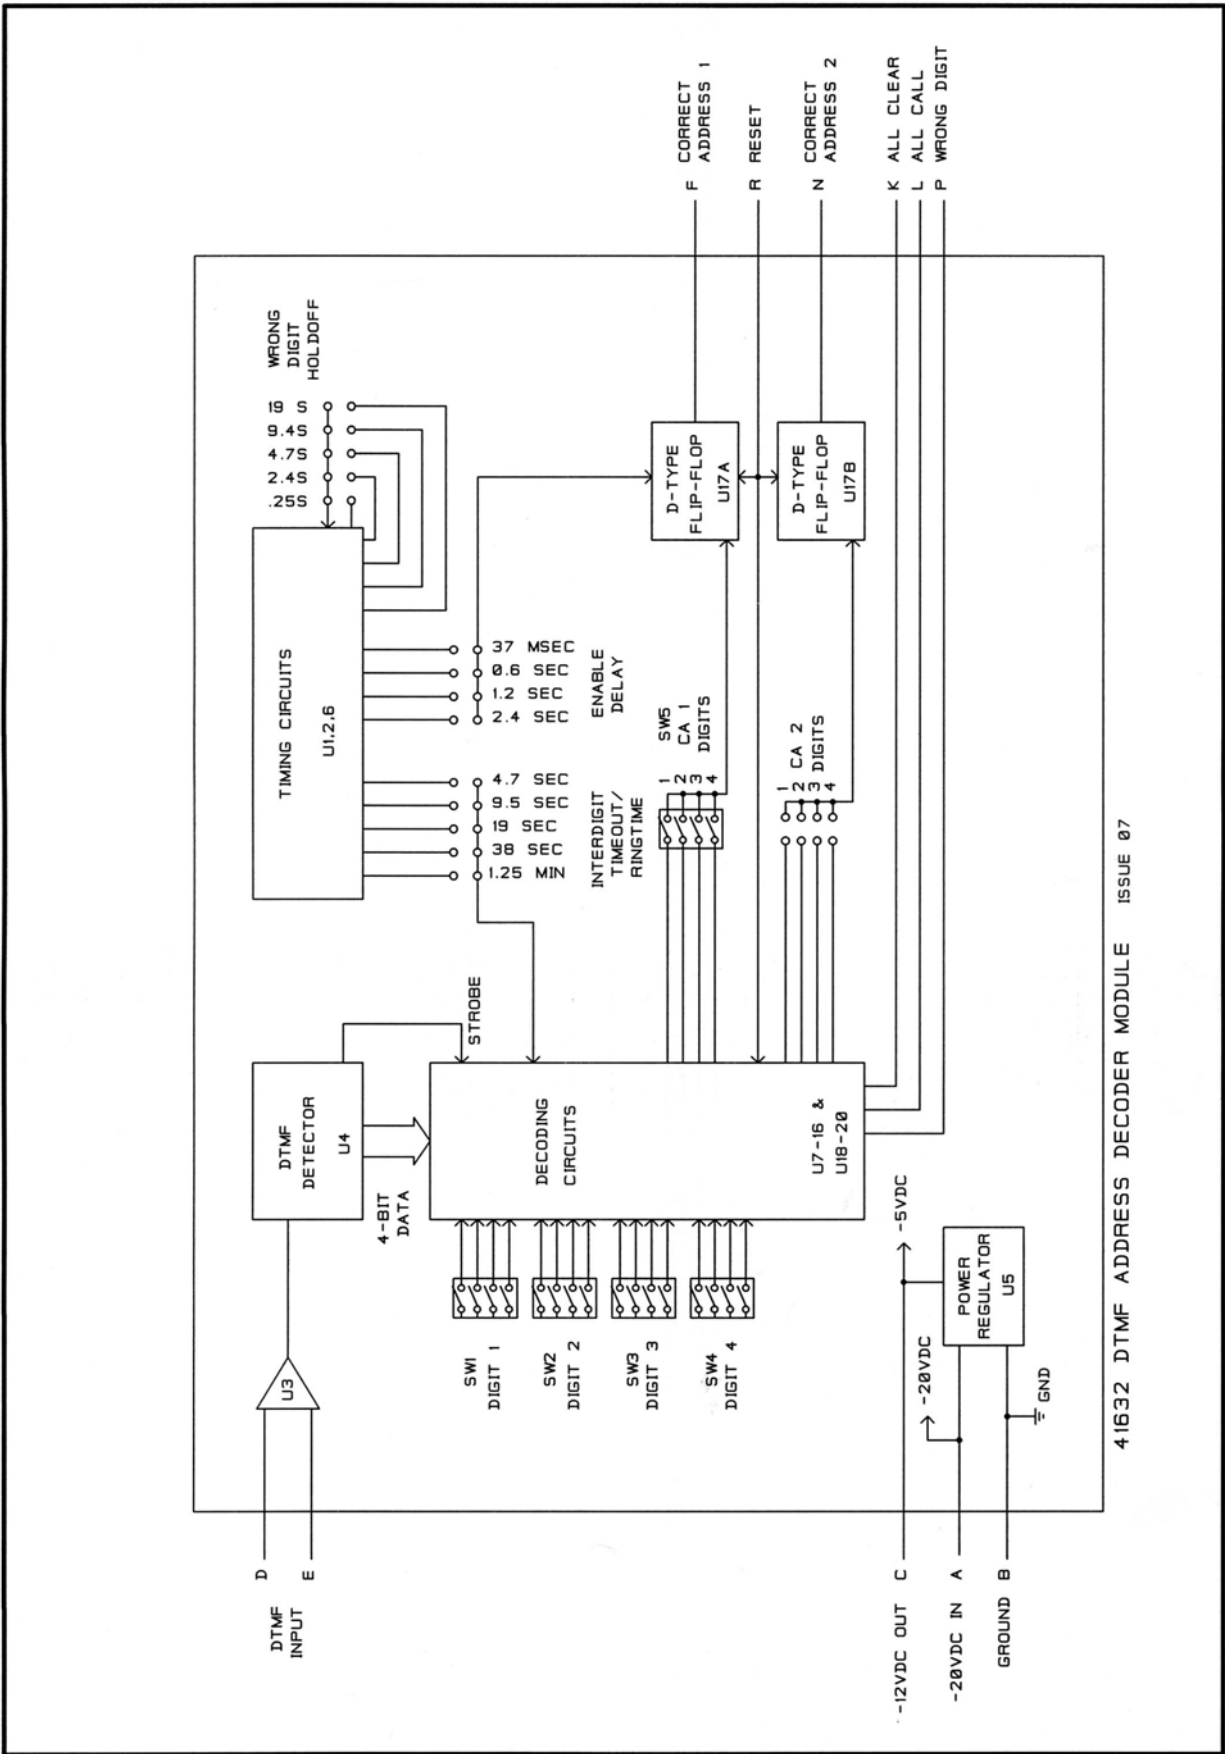 DTMF
INPUT
D
E
U3
DTMF
DETECTOR
U4
4-BIT
DATA
STROBE
TIMING CIRCUITS
U1,2,6
WRONG
DIGIT
HOLDOFF
19 S
9.4S
4.7S
2.4S
.25S
1.25 MIN
38 SEC
19 SEC
9.5 SEC
4.7 SEC
INTERDIGIT
TIMEOUT/
RINGTIME
2.4 SEC
1.2 SEC
0.6 SEC
37 MSEC
ENABLE
DELAY
SW1
DIGIT 1
SW2
DIGIT 2
SW3
DIGIT 3
SW4
DIGIT 4
DECODING
CIRCUITS
U7-16 &
U18-20
SW5
CA 1
DIGITS
1
2
3
4
CA 2
DIGITS
1
2
3
4
D-TYPE
FLIP-FLOP
U17A
D-TYPE
FLIP-FLOP
U17B
F CORRECT
ADDRESS 1
R RESET
N CORRECT
ADDRESS 2
K ALL CLEAR
L ALL CALL
P WRONG DIGIT
-12VDC OUT C
-20VDC IN A
GROUND B
-20VDC
-5VDC
POWER
REGULATOR
U5
GND
41632 DTMF ADDRESS DECODER MODULE ISSUE 07